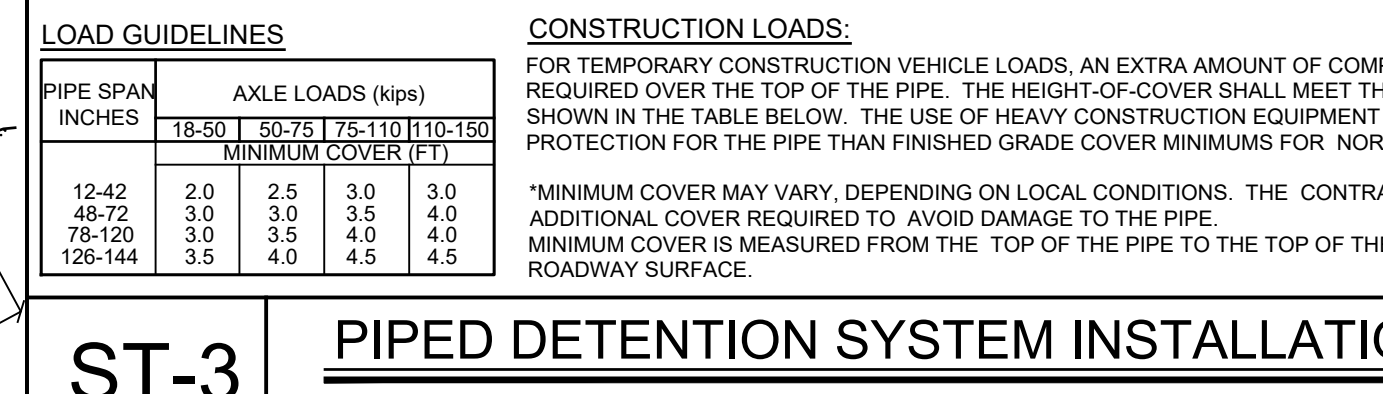 LOAD GUIDELINES
PIPE SPAN INCHES
AXLE LOADS (kips)
18-50 50-75 75-110 110-150
MINIMUM COVER (FT)
12-42 2.0 2.5 3.0 3.0
48-72 3.0 3.0 3.5 4.0
78-120 3.0 3.5 4.0 4.0
126-144 3.5 4.0 4.5 4.5
CONSTRUCTION LOADS:
FOR TEMPORARY CONSTRUCTION VEHICLE LOADS, AN EXTRA AMOUNT OF
REQUIRED OVER THE TOP OF THE PIPE. THE HEIGHT-OF-COVER SHALL MEET
SHOWN IN THE TABLE BELOW. THE USE OF HEAVY CONSTRUCTION EQUIPMENT
PROTECTION FOR THE PIPE THAN FINISHED GRADE COVER MINIMUMS FOR
*MINIMUM COVER MAY VARY, DEPENDING ON LOCAL CONDITIONS. THE
ADDITIONAL COVER REQUIRED TO AVOID DAMAGE TO THE PIPE.
MINIMUM COVER IS MEASURED FROM THE TOP OF THE PIPE TO THE TOP OF
ROADWAY SURFACE.
ST-3
PIPED DETENTION SYSTEM